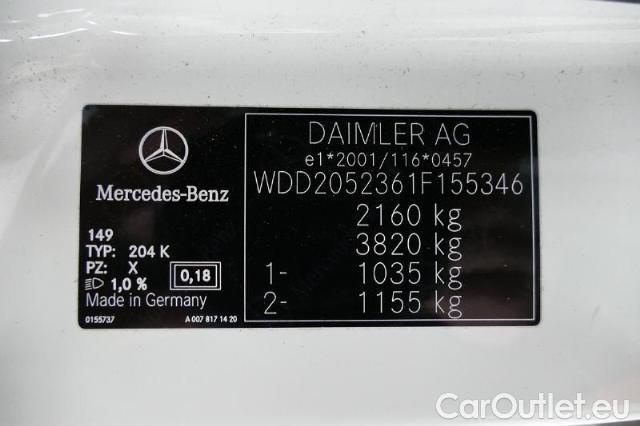 Mercedes-Benz
149
TYP: 204 K
PZ: X
1,0 %
0,18
Made in Germany
0155737
A 007 817 14 20
DAIMLER AG
e1*2001/116*0457
WDD2052361F155346
2160 kg
3820 kg
1- 1035 kg
2- 1155 kg
CarOutlet.eu